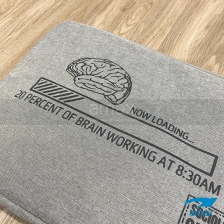 NOW LOADING...
20 PERCENT OF BRAIN WORKING AT 8:30AM